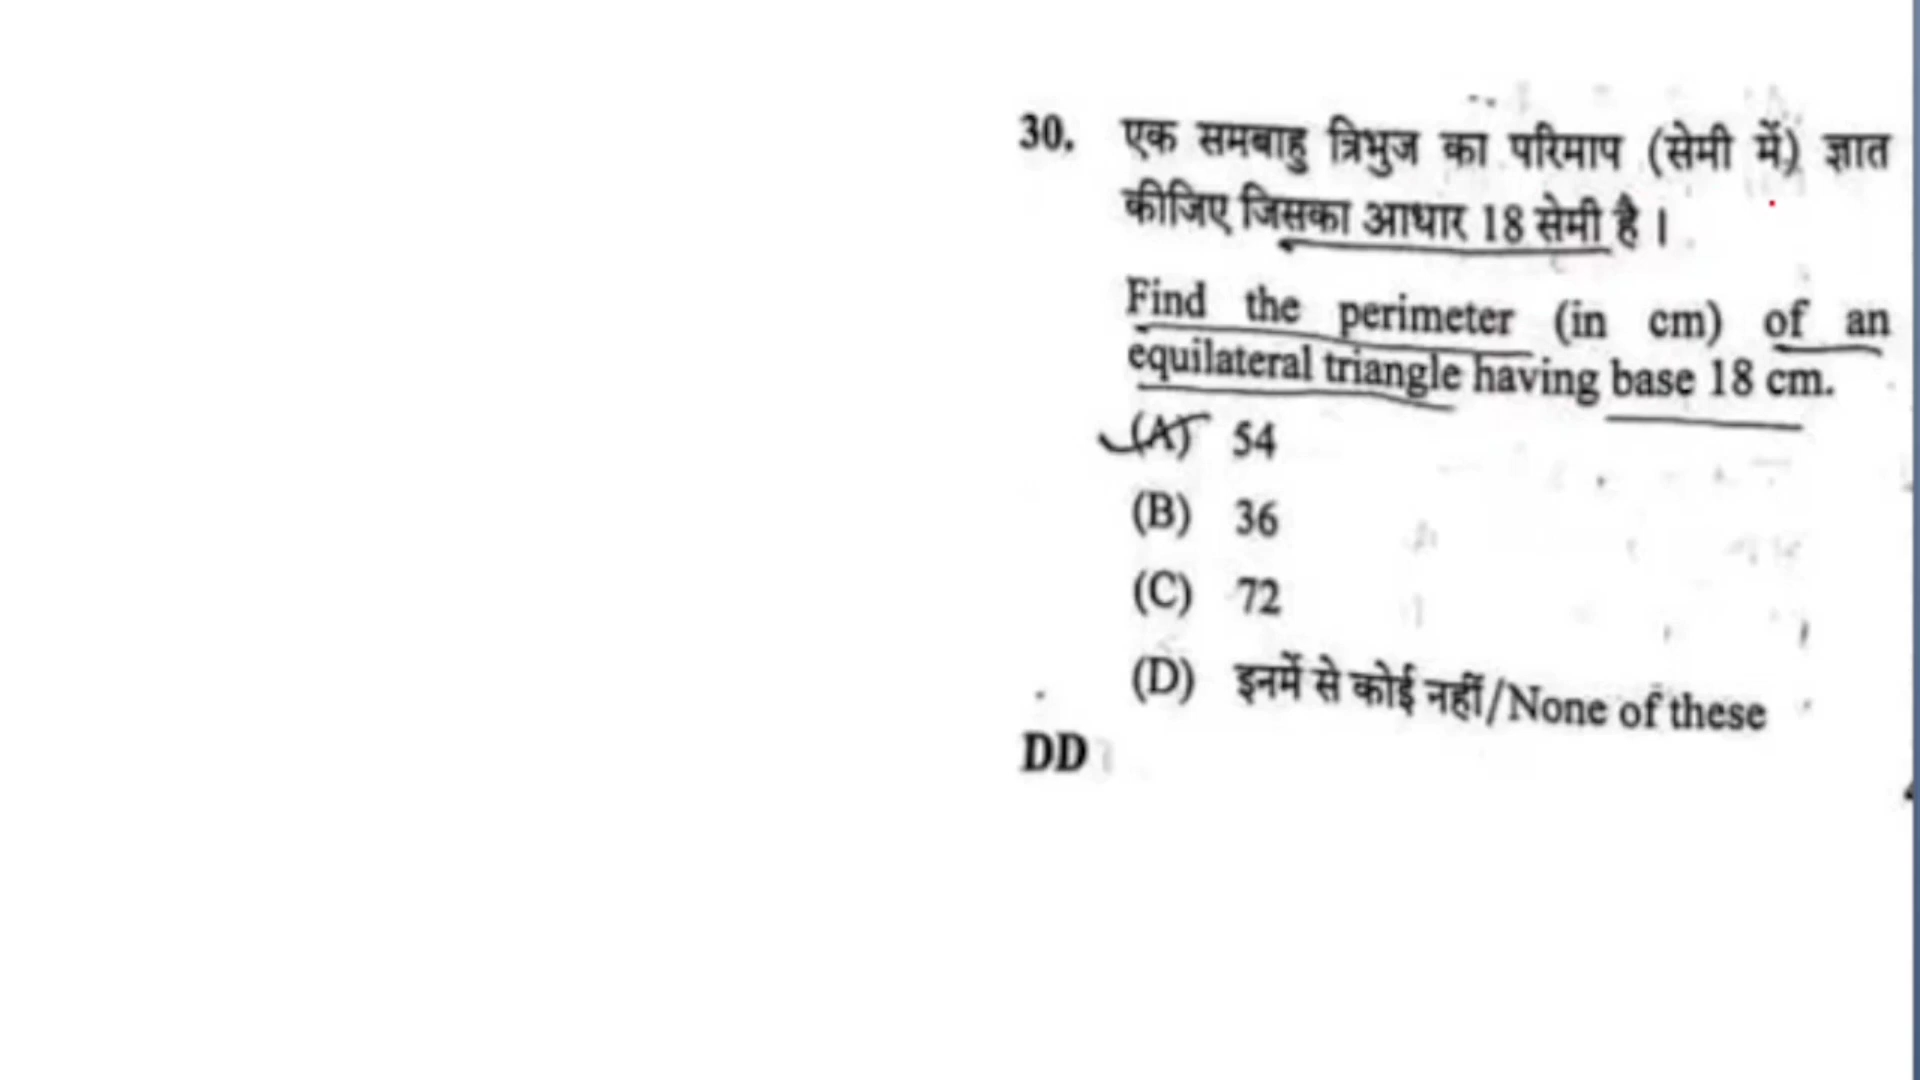 30. एक समबाहु त्रिभुज का परिमाप (सेमी में) ज्ञात
कीजिए जिसका आधार 18 सेमी है ।
Find the perimeter (in cm) of an
equilateral triangle having base 18 cm.
(A) 54
(B) 36
(C) 72
(D) इनमें से कोई नहीं/None of these
DD